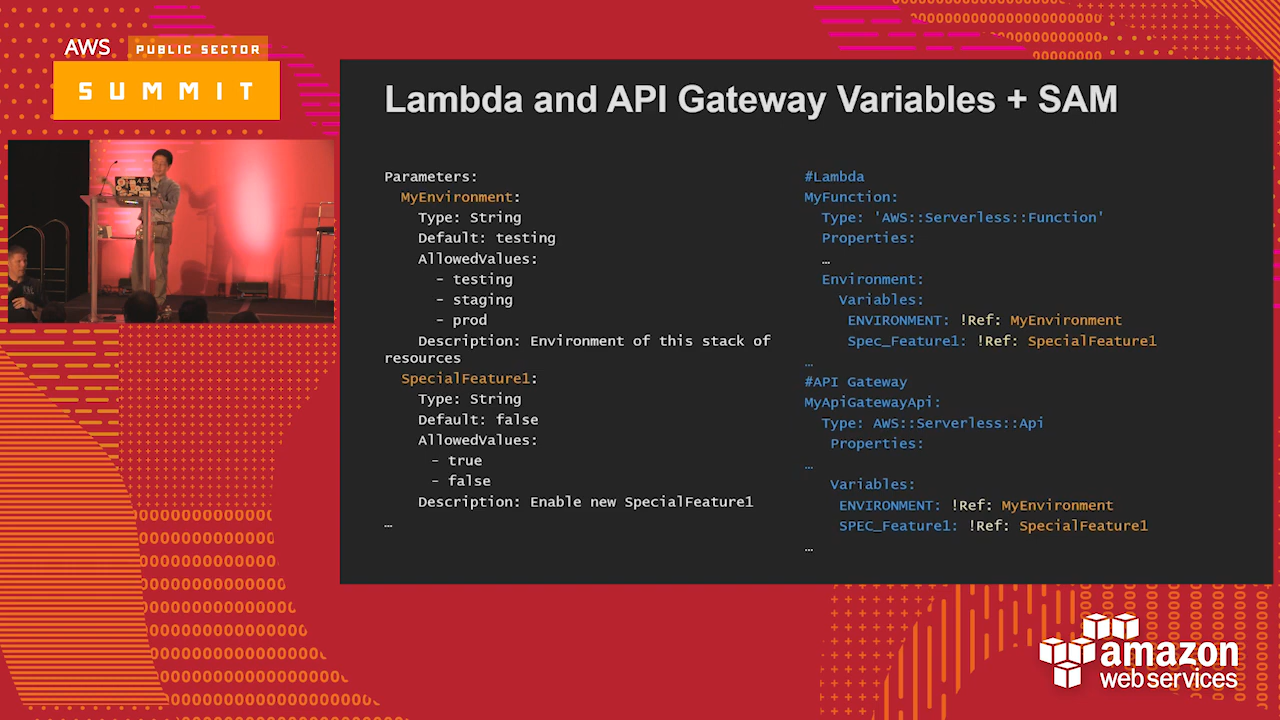 AWS PUBLIC SECTOR
SUMMIT
Lambda and API Gateway Variables + SAM
Parameters:
MyEnvironment:
Type: String
Default: testing
AllowedValues:
- testing
- staging
- prod
Description: Environment of this stack of
resources
SpecialFeature1:
Type: String
Default: false
AllowedValues:
- true
- false
Description: Enable new SpecialFeature1
…
#Lambda
MyFunction:
Type: 'AWS::Serverless::Function'
Properties:
…
Environment:
Variables:
ENVIRONMENT: !Ref: MyEnvironment
Spec_Feature1: !Ref: SpecialFeature1
…
#API Gateway
MyApiGatewayApi:
Type: AWS::Serverless::Api
Properties:
…
Variables:
ENVIRONMENT: !Ref: MyEnvironment
SPEC_Feature1: !Ref: SpecialFeature1
…
amazon
web services